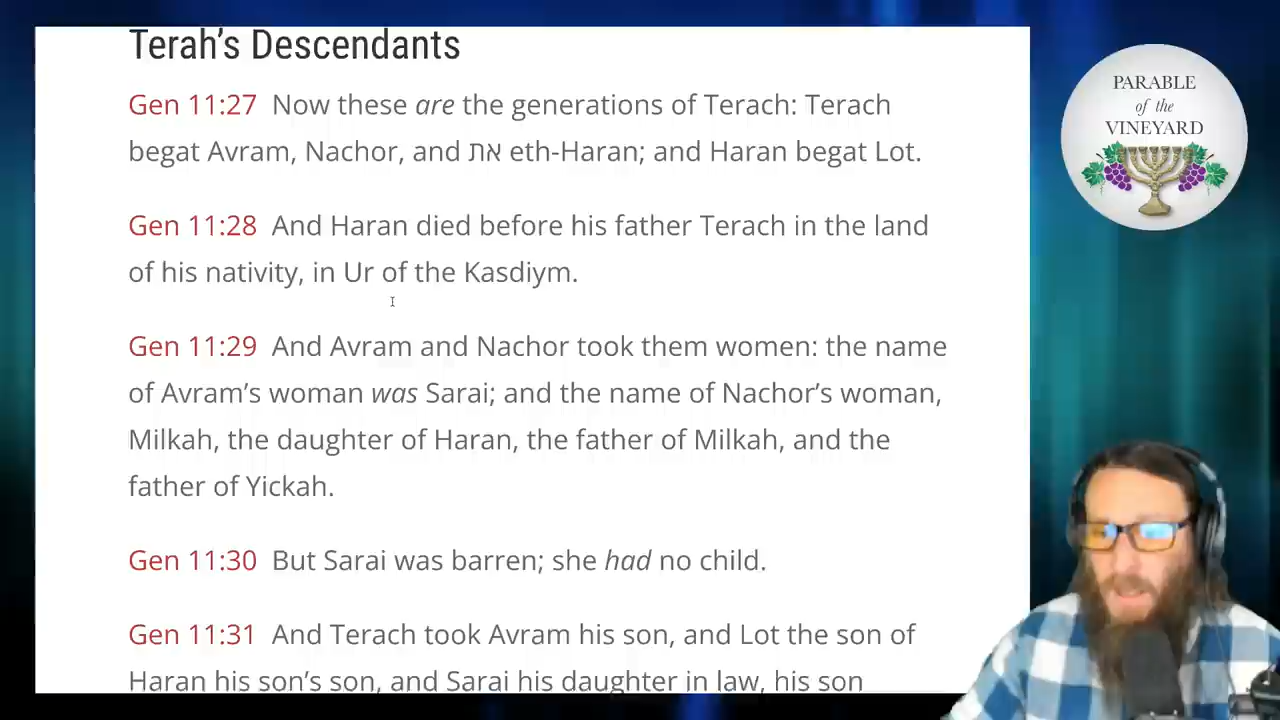 Terah's Descendants
Gen 11:27 Now these are the generations of Terach: Terach
begat Avram, Nachor, and את eth-Haran; and Haran begat Lot.
Gen 11:28 And Haran died before his father Terach in the land
of his nativity, in Ur of the Kasdiym.
Gen 11:29 And Avram and Nachor took them women: the name
of Avram's woman was Sarai; and the name of Nachor's woman,
Milkah, the daughter of Haran, the father of Milkah, and the
father of Yickah.
Gen 11:30 But Sarai was barren; she had no child.
Gen 11:31 And Terach took Avram his son, and Lot the son of
Haran his son's son, and Sarai his daughter in law, his son
PARABLE
of the
VINEYARD